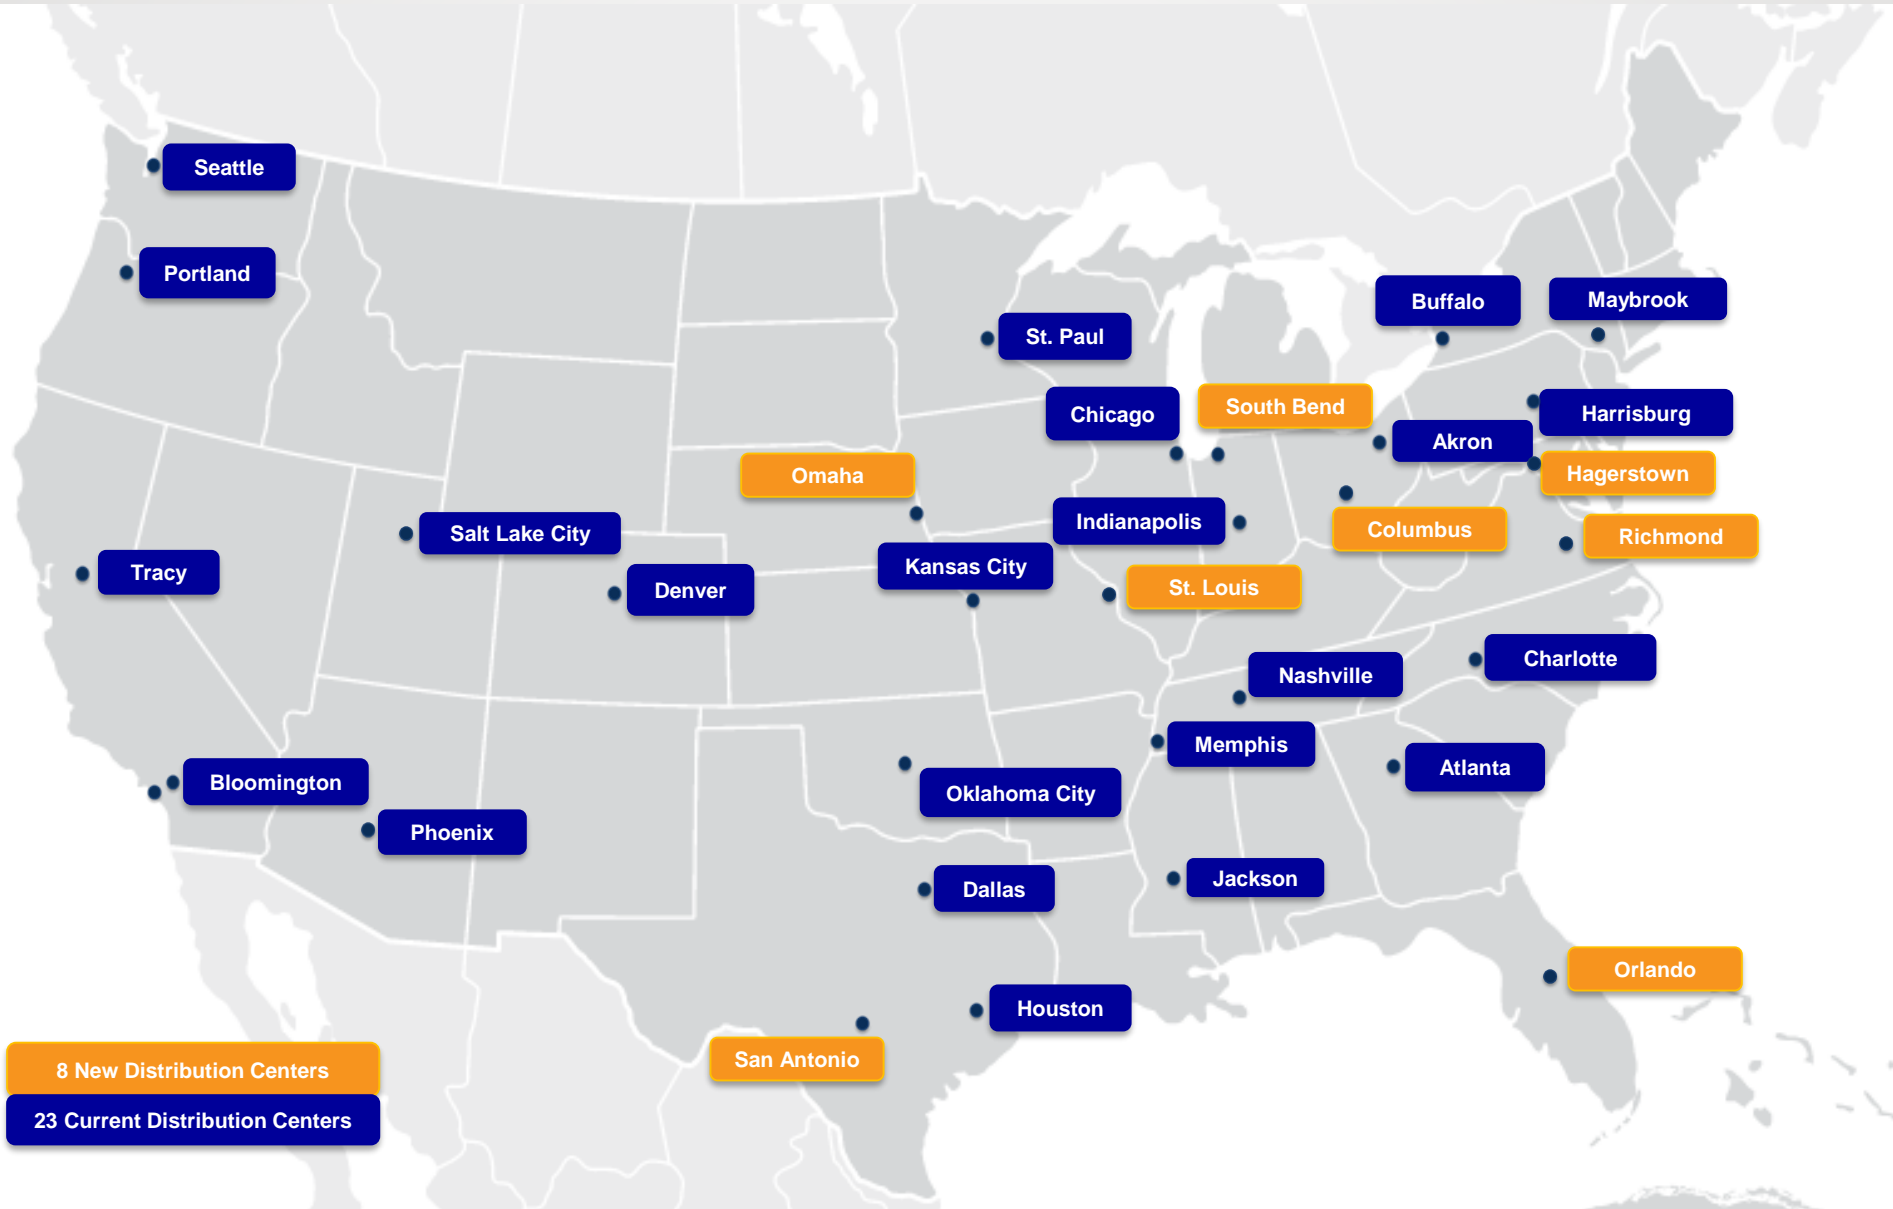 Seattle
Portland
Buffalo
Maybrook
St. Paul
Chicago
South Bend
Harrisburg
Akron
Omaha
Hagerstown
Indianapolis
Columbus
Richmond
Salt Lake City
Kansas City
Tracy
Denver
St. Louis
Nashville
Charlotte
Memphis
Atlanta
Bloomington
Oklahoma City
Phoenix
Jackson
Dallas
Orlando
Houston
San Antonio
8 New Distribution Centers
23 Current Distribution Centers